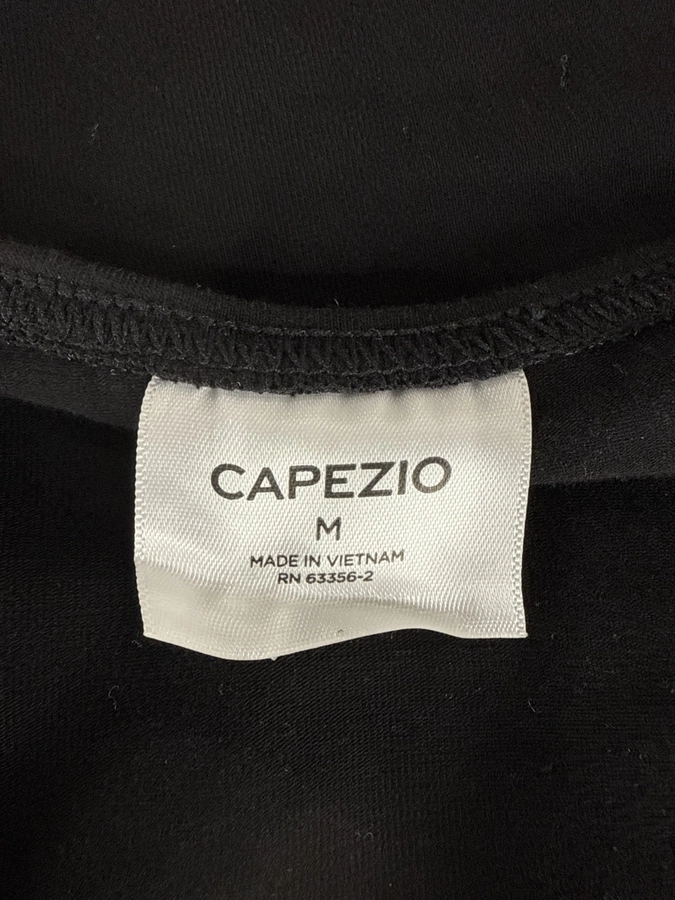 CAPEZIO
M
MADE IN VIETNAM
RN 63356-2